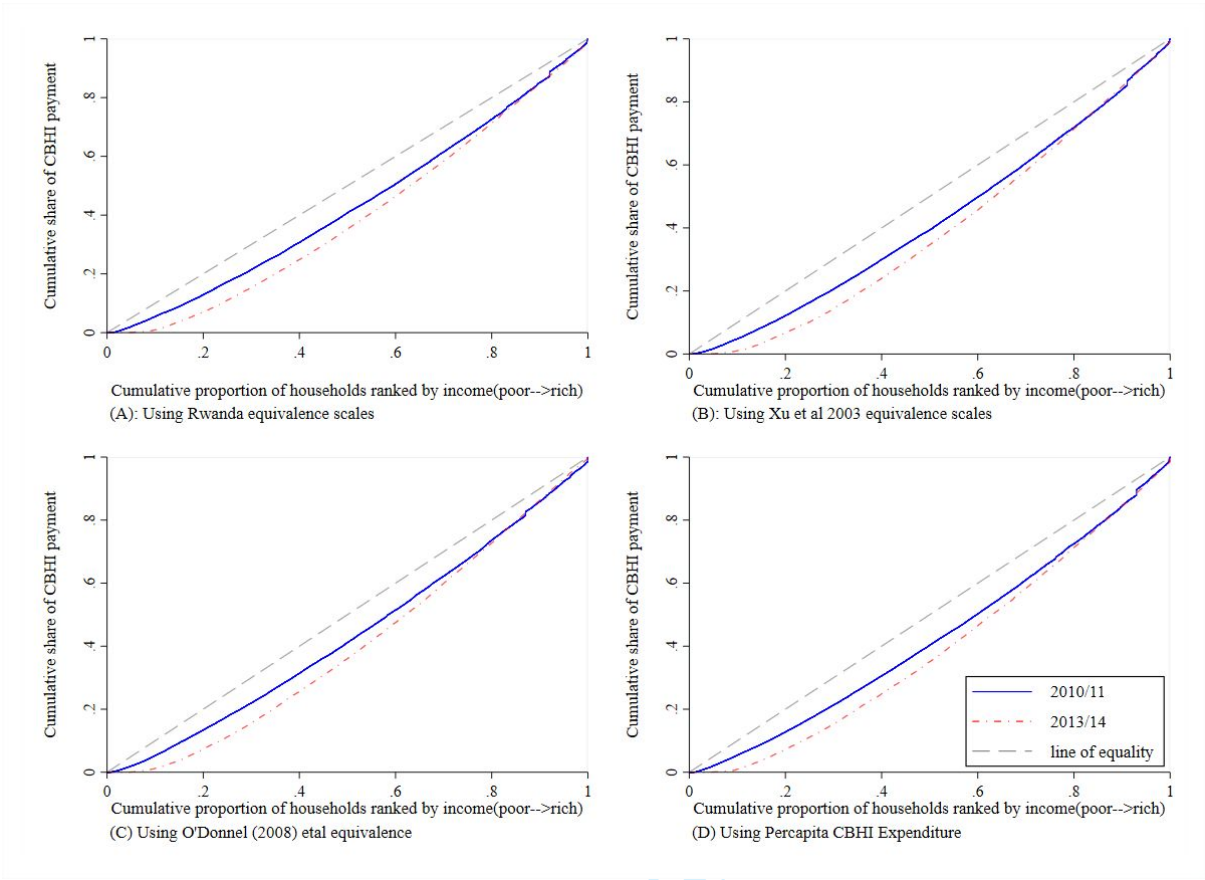 Cumulative share of CBHI payment
1
.8
.6
.4
.2
0
0 .2 .4 .6 .8 1
Cumulative proportion of households ranked by income(poor-->rich)
(A): Using Rwanda equivalence scales
Cumulative share of CBHI payment
1
.8
.6
.4
.2
0
0 .2 .4 .6 .8 1
Cumulative proportion of households ranked by income(poor-->rich)
(B): Using Xu et al 2003 equivalence scales
Cumulative share of CBHI payment
1
.8
.6
.4
.2
0
0 .2 .4 .6 .8 1
Cumulative proportion of households ranked by income(poor-->rich)
(C) Using O'Donnel (2008) etal equivalence
Cumulative share of CBHI payment
1
.8
.6
.4
.2
0
2010/11
2013/14
line of equality
0 .2 .4 .6 .8 1
Cumulative proportion of households ranked by income(poor-->rich)
(D) Using Percapita CBHI Expenditure